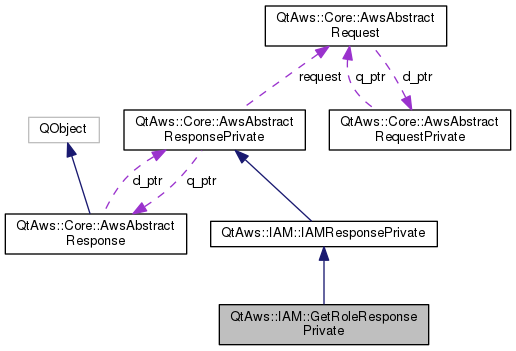 QtAws::Core::AwsAbstract
Request
request
q_ptr
d_ptr
QObject
QtAws::Core::AwsAbstract
ResponsePrivate
QtAws::Core::AwsAbstract
RequestPrivate
d_ptr
q_ptr
QtAws::Core::AwsAbstract
Response
QtAws::IAM::IAMResponsePrivate
QtAws::IAM::GetRoleResponse
Private